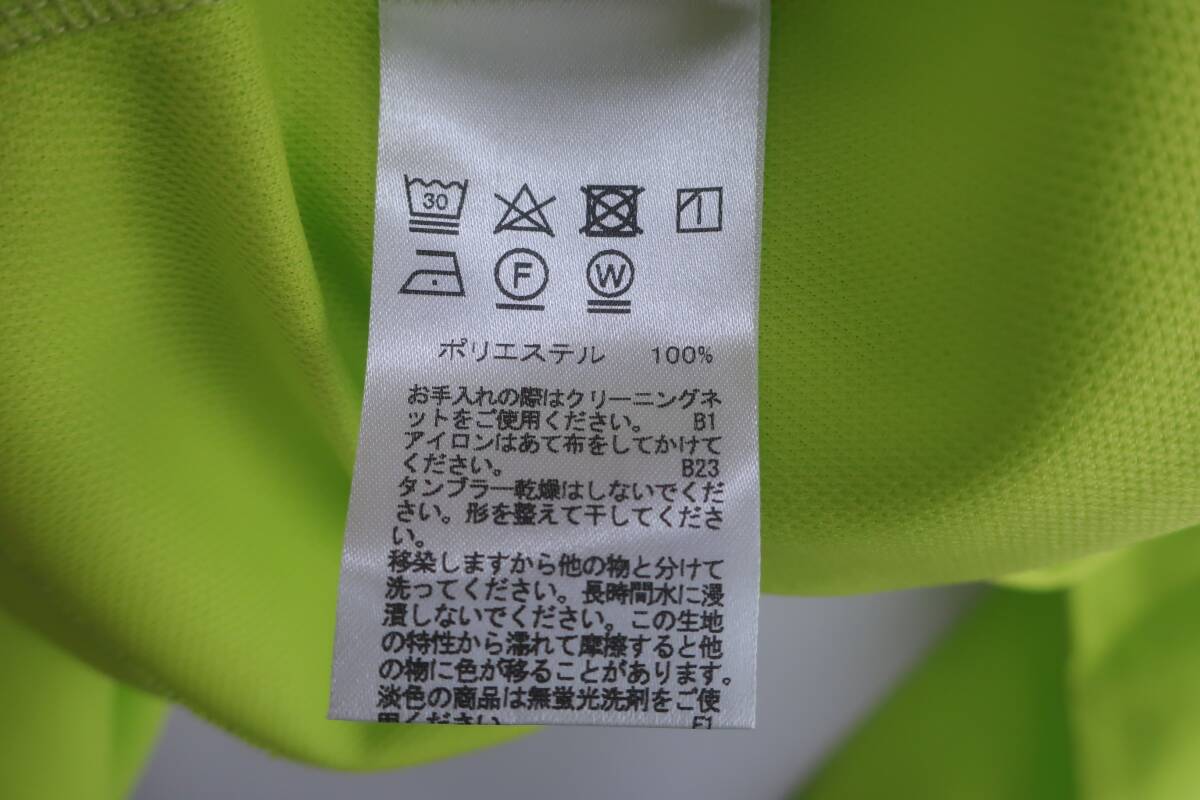 30
F W
ポリエステル 100%
お手入れの際はクリーニングネ
ットをご使用ください。 B1
アイロンはあて布をしてかけて
ください。 B23
タンブラー乾燥はしないでくだ
さい。形を整えて干してくださ
い。
移染しますから他の物と分けて
洗ってください。長時間水に浸
漬しないでください。この生地
の特性から濡れて摩擦すると他
の物に色が移ることがあります。
淡色の商品は無蛍光洗剤をご使
用ください。 F1